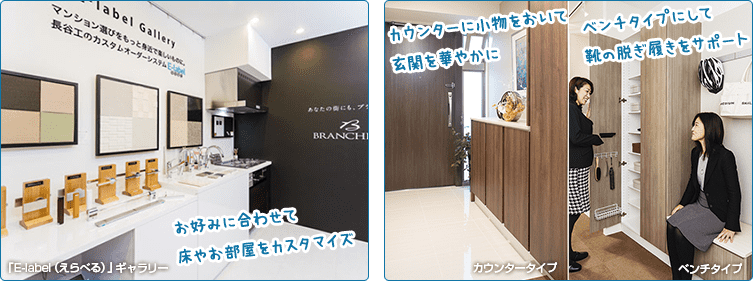 E-label Gallery
マンション選びをもっと身近で楽しいものに。
長谷工のカスタムオーダーシステム E-label
あなたの街にも、ブラ
BRANCHE
お好みに合わせて
床やお部屋をカスタマイズ
「E-label（えらべる）」ギャラリー
カウンターに小物をおいて
玄関を華やかに
カウンタータイプ
ベンチタイプにして
靴の脱ぎ履きをサポート
ベンチタイプ